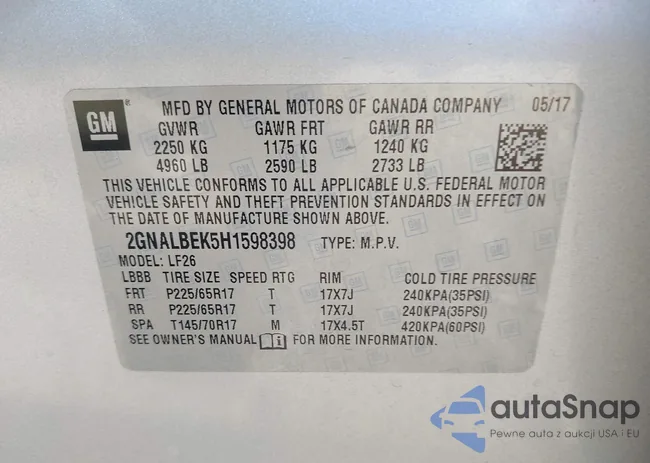 GM
MFD BY GENERAL MOTORS OF CANADA COMPANY 05/17
GVWR GAWR FRT GAWR RR
2250 KG 1175 KG 1240 KG
4960 LB 2590 LB 2733 LB
THIS VEHICLE CONFORMS TO ALL APPLICABLE U.S. FEDERAL MOTOR
VEHICLE SAFETY AND THEFT PREVENTION STANDARDS IN EFFECT ON
THE DATE OF MANUFACTURE SHOWN ABOVE.
2GNALBEK5H1598398 TYPE: M.P.V.
MODEL: LF26
LBBB TIRE SIZE SPEED RTG RIM COLD TIRE PRESSURE
FRT P225/65R17 T 17X7J 240KPA(35PSI)
RR P225/65R17 T 17X7J 240KPA(35PSI)
SPA T145/70R17 M 17X4.5T 420KPA(60PSI)
SEE OWNER'S MANUAL FOR MORE INFORMATION.
autaSnap
Pewne auta z aukcji USA i EU